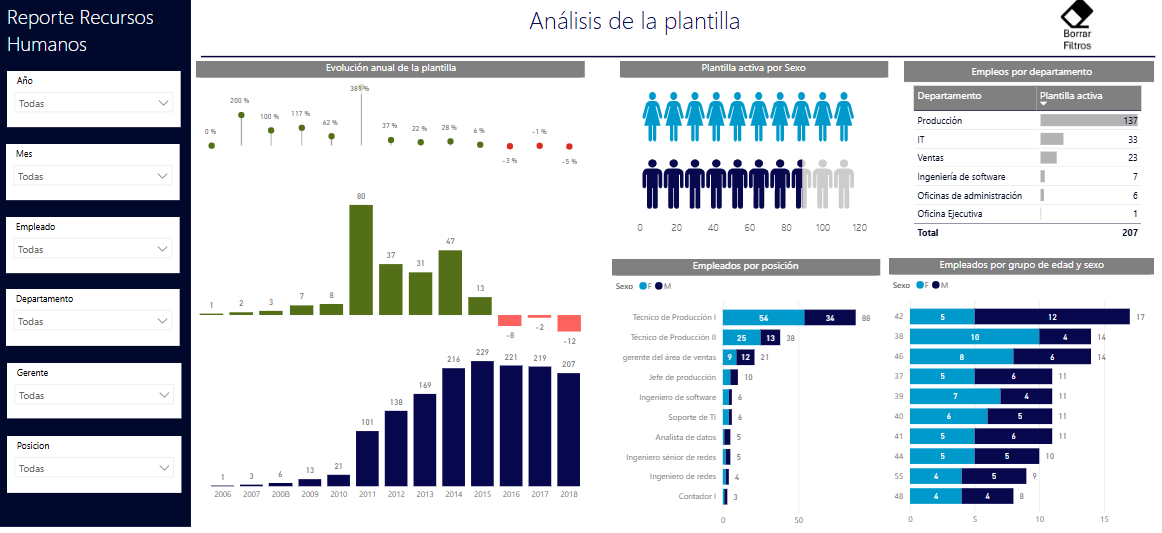 Reporte Recursos
Humanos
Análisis de la plantilla
Borrar
Filtros
Año
Todas
Mes
Todas
Empleado
Todas
Departamento
Todas
Gerente
Todas
Posicion
Todas
Evolución anual de la plantilla
0 %
200 %
100 %
117 %
62 %
381 %
37 %
22 %
28 %
6 %
-3 %
-1 %
-5 %
1
2
3
7
8
80
37
31
47
13
-8
-2
-12
1
3
6
13
21
101
138
169
216
229
221
219
207
2006 2007 2008 2009 2010 2011 2012 2013 2014 2015 2016 2017 2018
Plantilla activa por Sexo
0 20 40 60 80 100 120
Empleos por departamento
Departamento Plantilla activa
Producción 137
IT 33
Ventas 23
Ingeniería de software 7
Oficinas de administración 6
Oficina Ejecutiva 1
Total 207
Empleados por posición
Sexo F M
Técnico de Producción I 54 34 88
Técnico de Producción II 25 13 38
gerente del área de ventas 9 12 21
Jefe de producción 10
Ingeniero de software 6
Soporte de TI 6
Analista de datos 5
Ingeniero sénior de redes 5
Ingeniero de redes 4
Contador I 3
0 50
Empleados por grupo de edad y sexo
Sexo F M
42 5 12 17
38 10 4 14
46 8 6 14
37 5 6 11
39 7 4 11
40 6 5 11
41 5 6 11
44 5 5 10
55 4 5 9
48 4 4 8
0 5 10 15